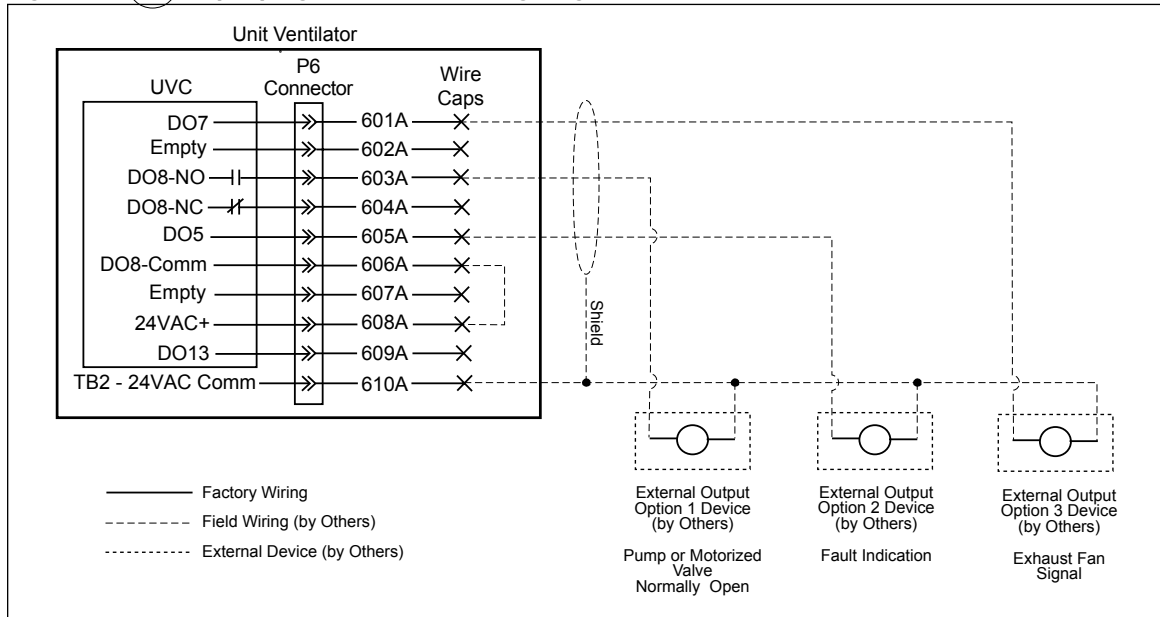 Unit Ventilator
P6
Connector
Wire
Caps
UVC
DO7
601A
Empty
602A
DO8-NO
603A
DO8-NC
604A
DO5
605A
DO8-Comm
606A
Empty
607A
24VAC+
608A
DO13
609A
TB2 - 24VAC Comm
610A
Shield
Factory Wiring
Field Wiring (by Others)
External Device (by Others)
External Output
Option 1 Device
(by Others)
Pump or Motorized
Valve
Normally Open
External Output
Option 2 Device
(by Others)
Fault Indication
External Output
Option 3 Device
(by Others)
Exhaust Fan
Signal